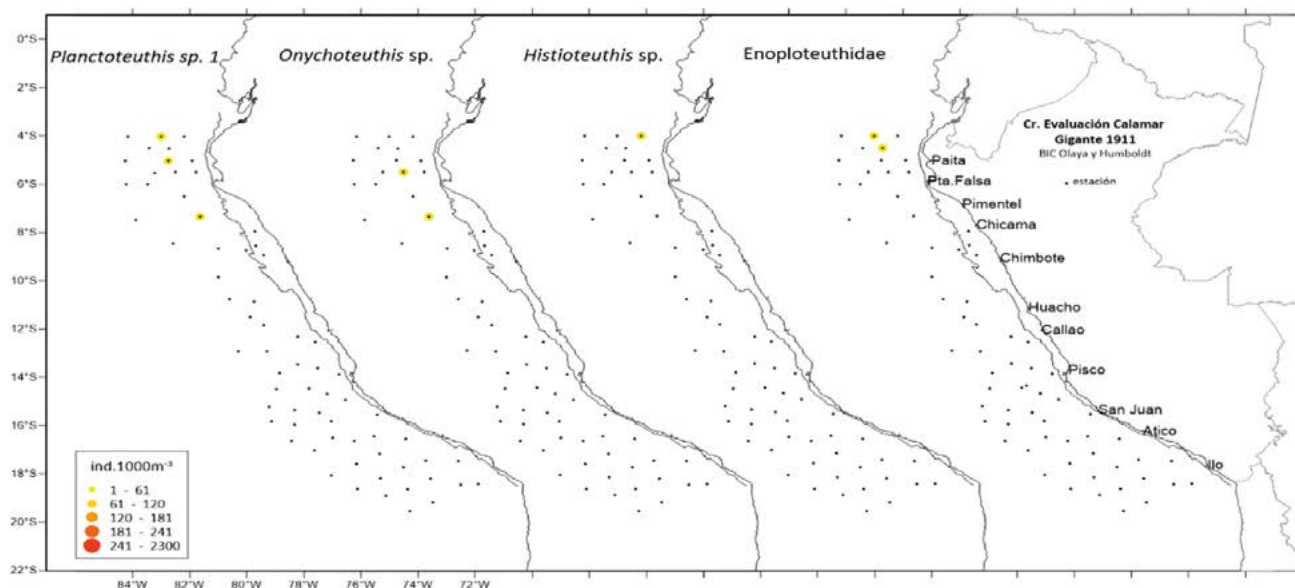 0°S
2°S
4°S
6°S
8°S
10°S
12°S
14°S
16°S
18°S
20°S
22°S
Planctoteuthis sp. 1
Onychoteuthis sp.
Histioteuthis sp.
Enoploteuthidae
Cr. Evaluación Calamar
Gigante 1911
BIC Olaya y Humboldt
estación
Paita
Pta.Falsa
Pimentel
Chicama
Chimbote
Huacho
Callao
Pisco
San Juan
Atico
Ilo
ind.1000m⁻³
1 - 61
61 - 120
120 - 181
181 - 241
241 - 2300
84°W 82°W 80°W 76°W 74°W 72°W